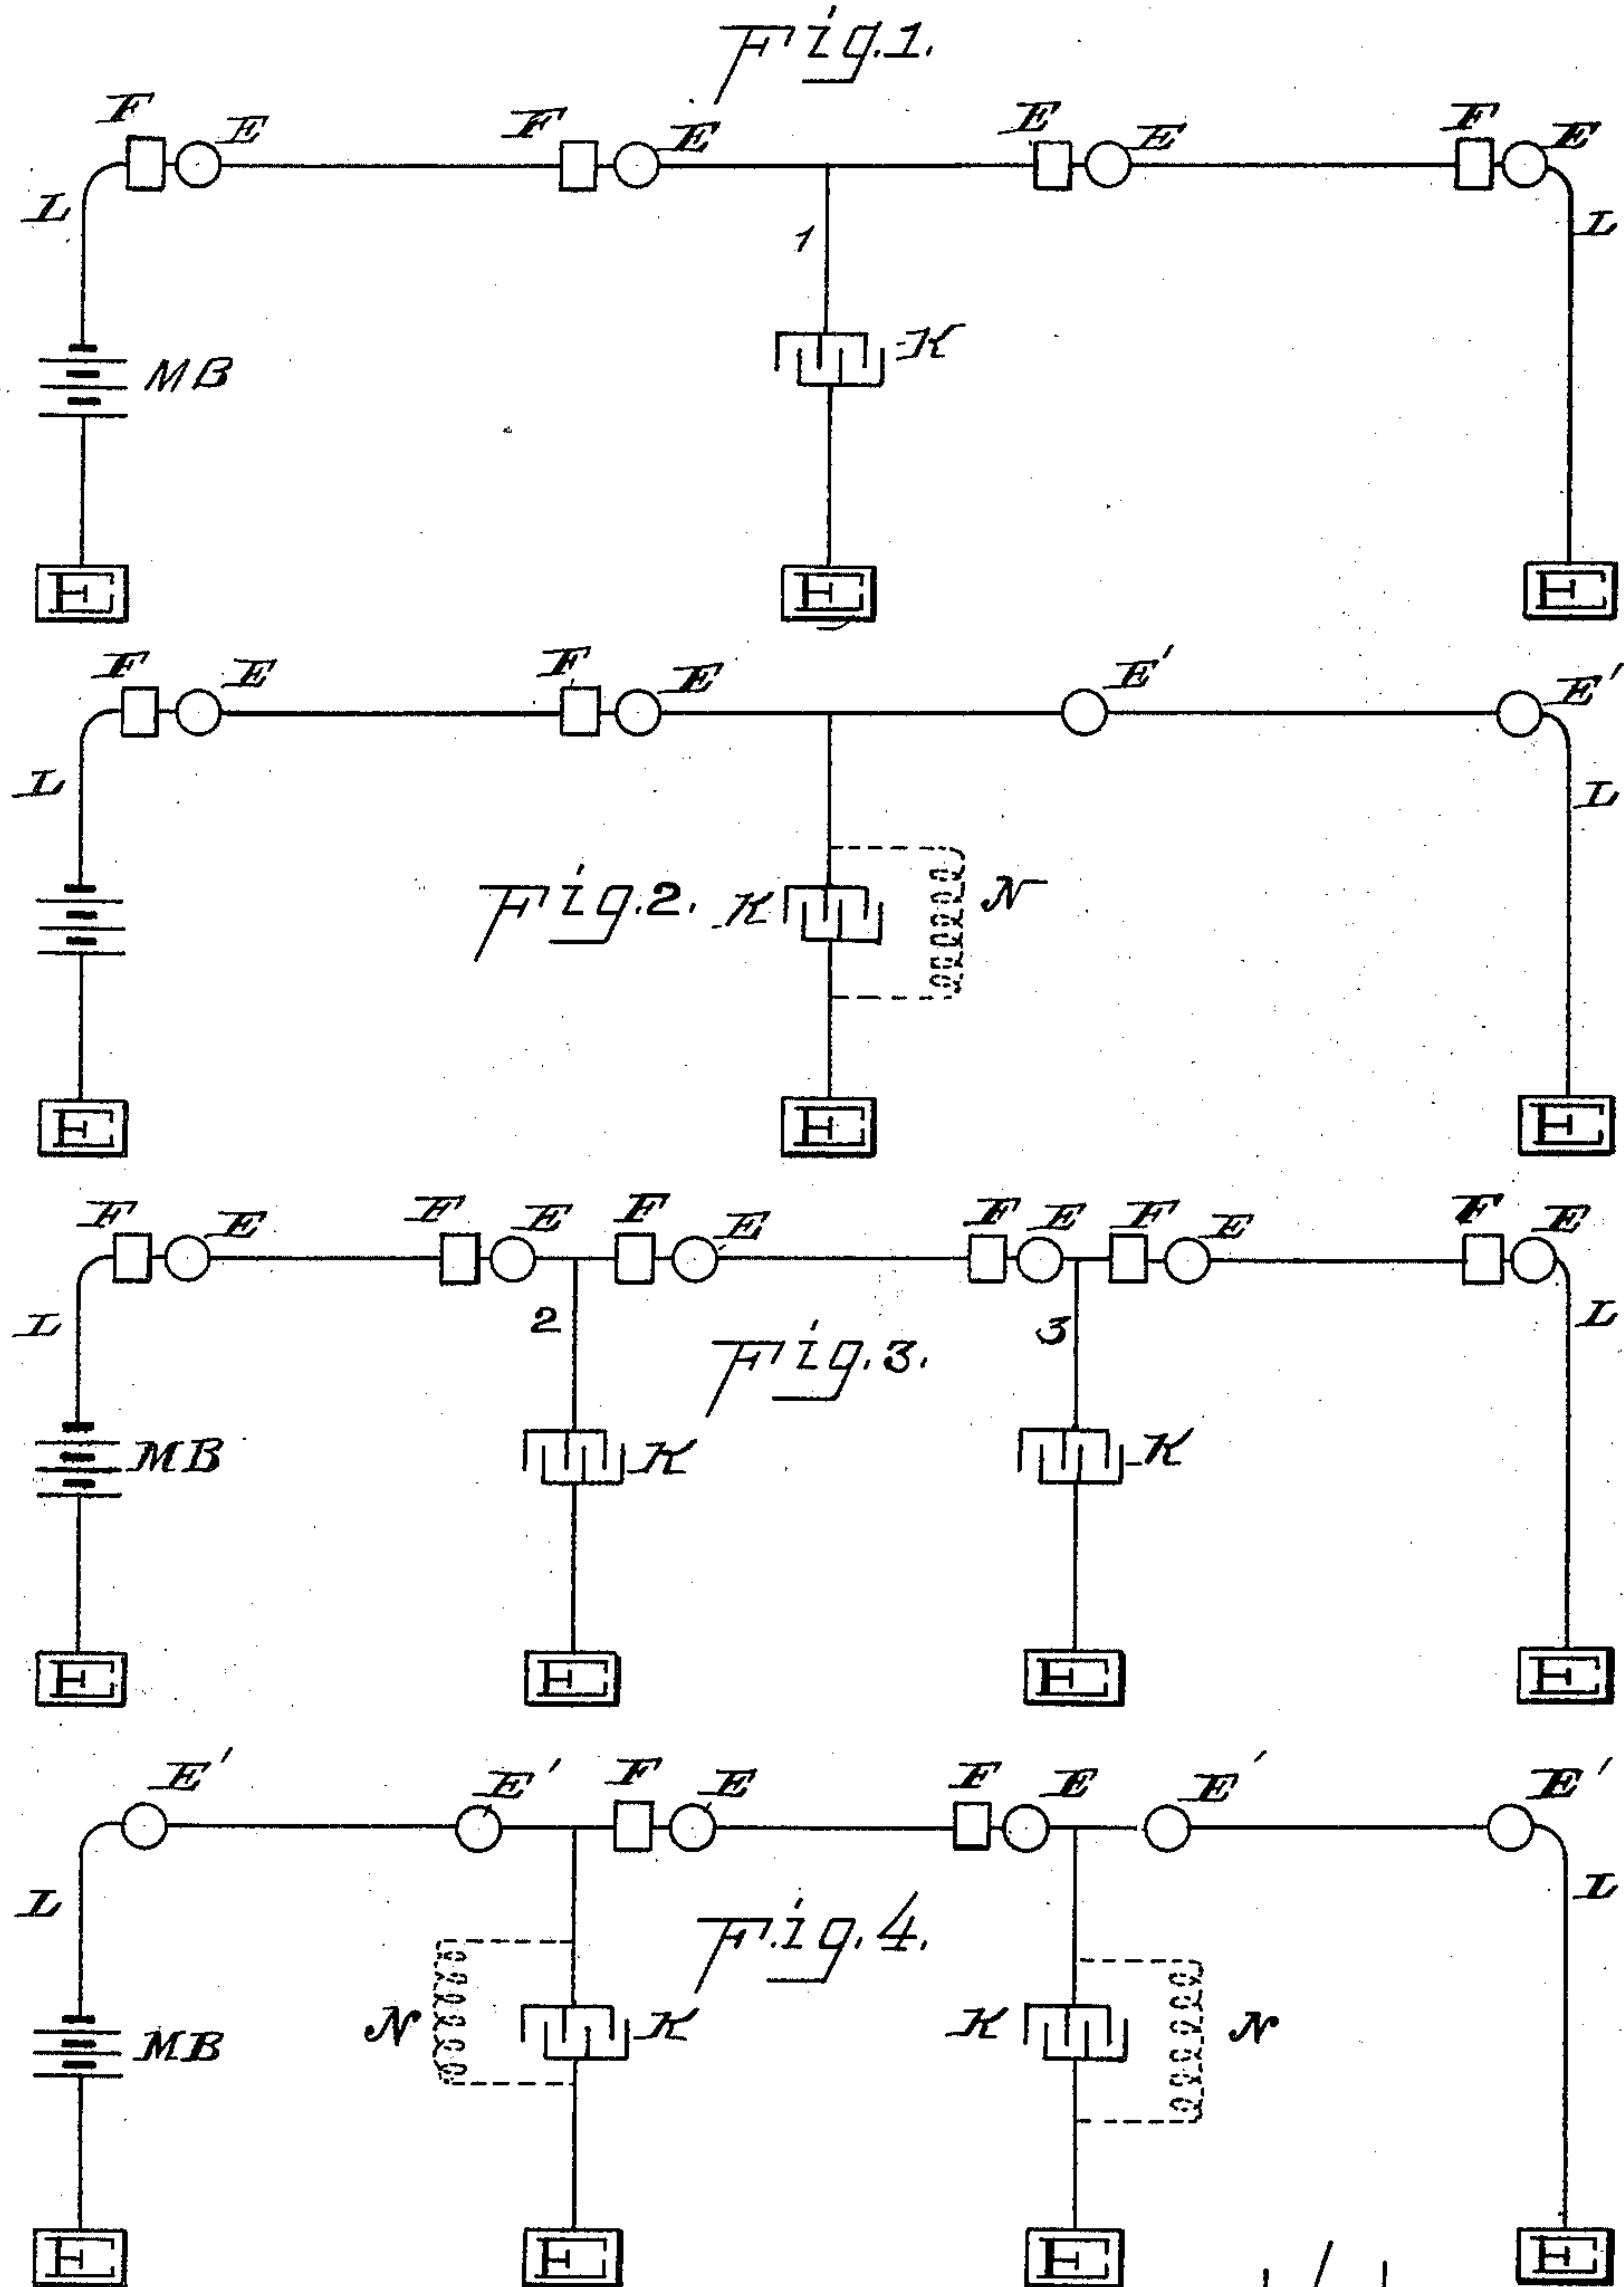 Fig.1.
F E F E E E F E
L 1 L
MB K
E E E
F E F E E' E'
L L
Fig.2. K N
E E E
F E F E F E F E F E F E
L 2 3 L
Fig.3.
MB K K
E E E E
E' E' F E F E E' E'
L L
Fig.4.
N K K N
MB
E E E E